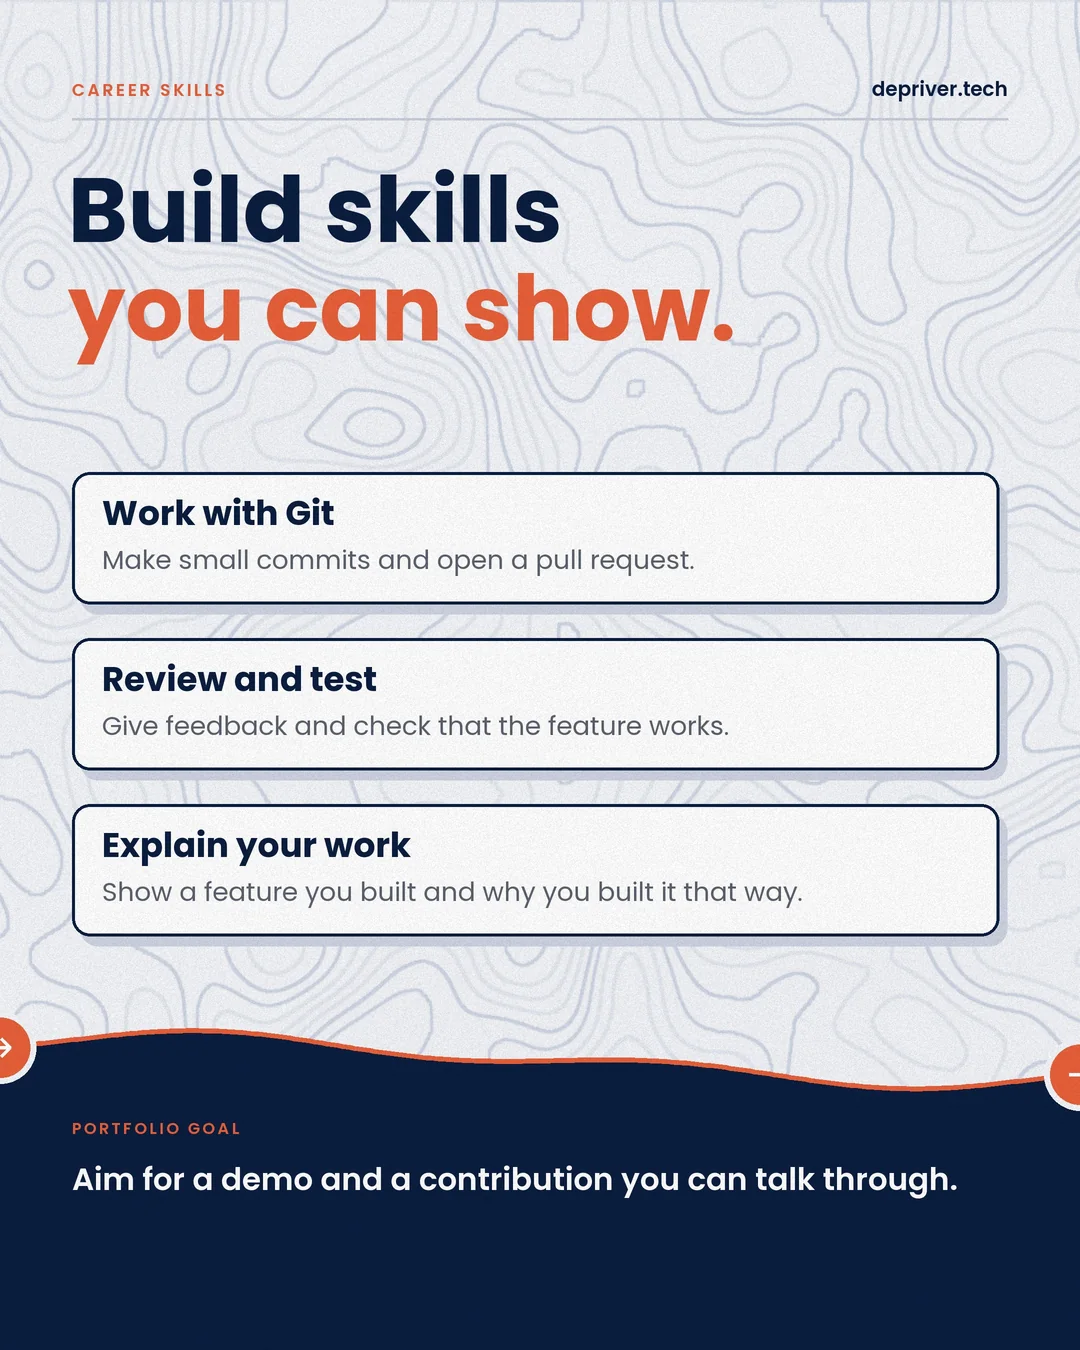 CAREER SKILLS
depriver.tech
Build skills
you can show.
Work with Git
Make small commits and open a pull request.
Review and test
Give feedback and check that the feature works.
Explain your work
Show a feature you built and why you built it that way.
PORTFOLIO GOAL
Aim for a demo and a contribution you can talk through.